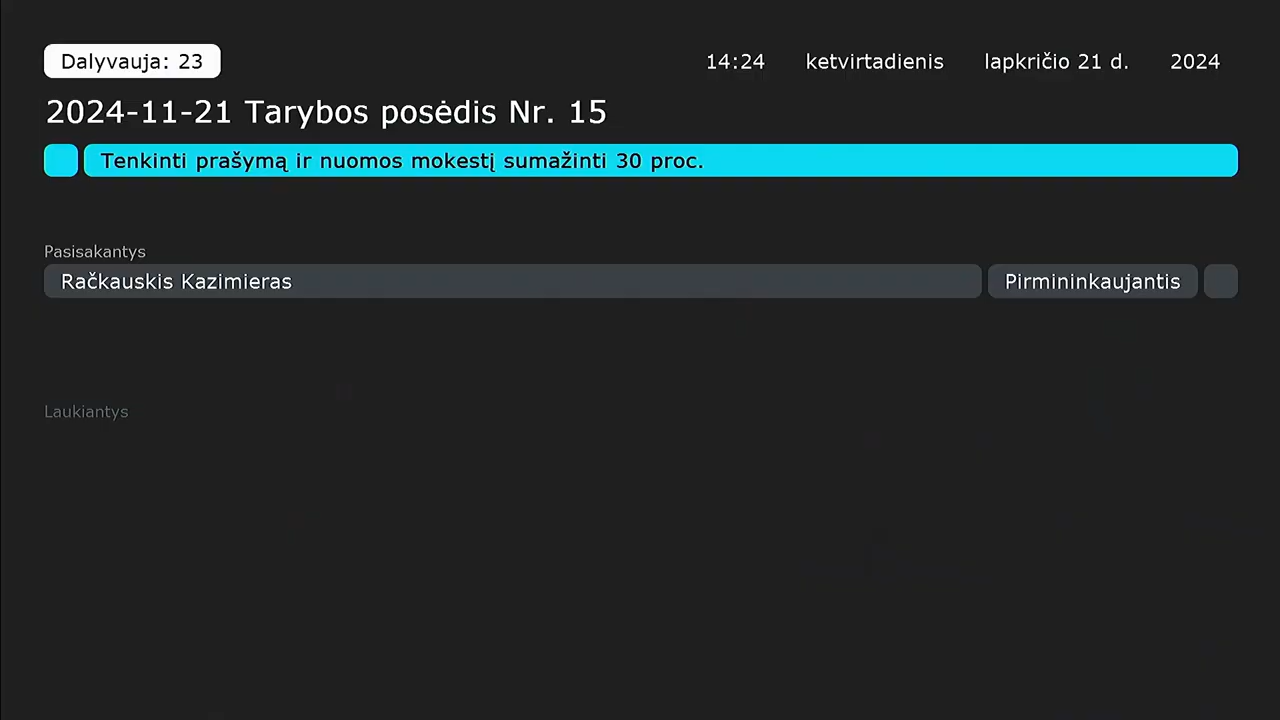 Dalyvauja: 23 14:24 ketvirtadienis lapkričio 21 d. 2024
2024-11-21 Tarybos posėdis Nr. 15
Tenkinti prašymą ir nuomos mokestį sumažinti 30 proc.
Pasisakantys
Račkauskis Kazimieras Pirmininkaujantis
Laukiantys